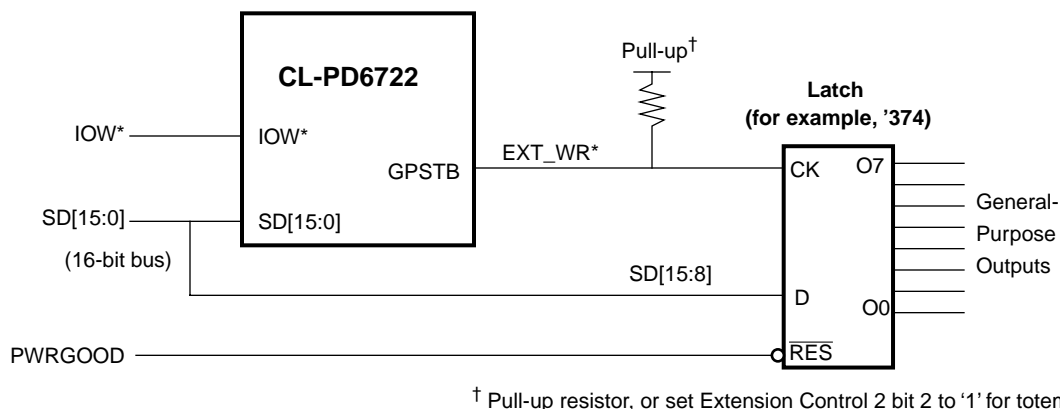 Pull-up†
CL-PD6722
Latch
(for example, ’374)
IOW*
IOW*
EXT_WR*
CK
O7
GPSTB
General-
SD[15:0]
SD[15:0]
Purpose
(16-bit bus)
Outputs
SD[15:8]
D
O0
PWRGOOD
RES
† Pull-up resistor, or set Extension Control 2 bit 2 to ‘1’ for